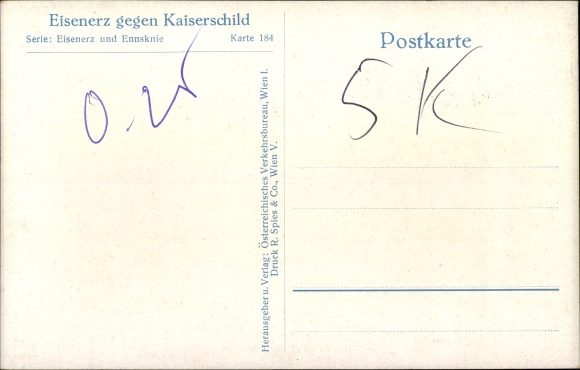 Eisenerz gegen Kaiserschild
Serie: Eisenerz und Ennsknie Karte 184
Herausgeber u. Verlag: Österreichisches Verkehrsbureau, Wien I.
Druck R. Spies & Co., Wien V.
Postkarte
5 K